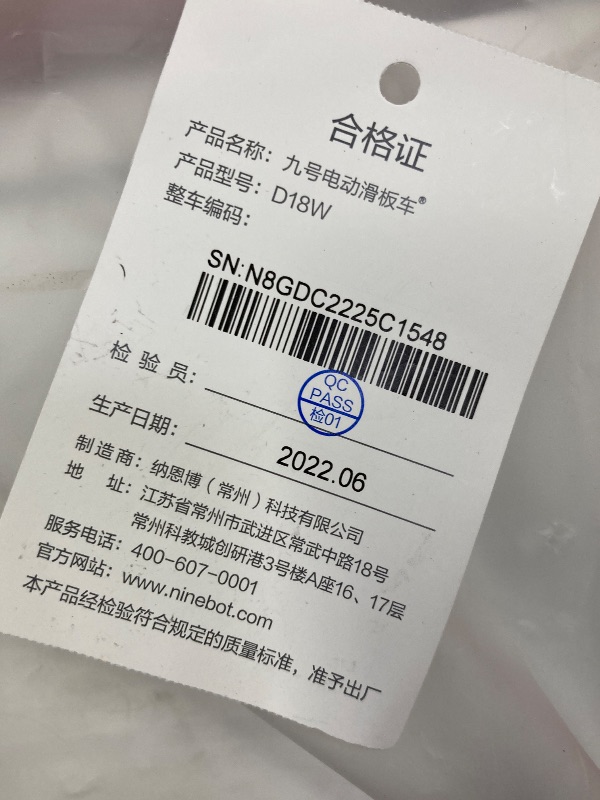 合格证
产品名称：九号电动滑板车®
产品型号：D18W
整车编码：
SN:N8GDC2225C1548
检验员：
QC
PASS
检01
生产日期：
2022.06
制造商：纳恩博（常州）科技有限公司
地址：江苏省常州市武进区常武中路18号
常州科教城创研港3号楼A座16、17层
服务电话：400-607-0001
官方网站：www.ninebot.com
本产品经检验符合规定的质量标准，准予出厂